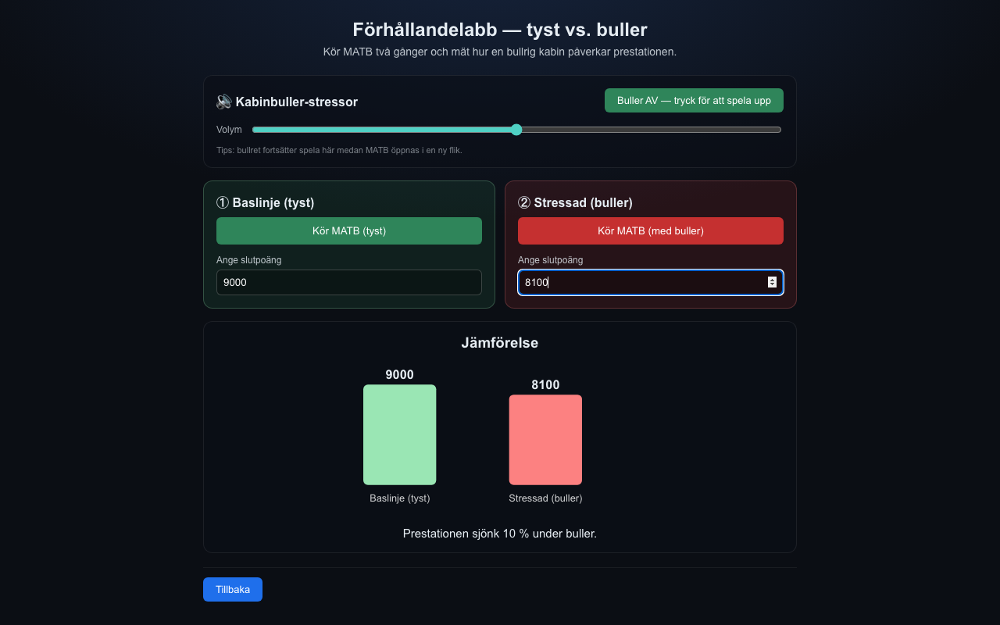 Förhållandelabb — tyst vs. buller
Kör MATB två gånger och mät hur en bullrig kabin påverkar prestationen.
🔊 Kabinbuller-stressor
Buller AV — tryck för att spela upp
Volym
Tips: bullret fortsätter spela här medan MATB öppnas i en ny flik.
① Baslinje (tyst)
Kör MATB (tyst)
Ange slutpoäng
9000
② Stressad (buller)
Kör MATB (med buller)
Ange slutpoäng
8100
Jämförelse
9000
8100
Baslinje (tyst)
Stressad (buller)
Prestationen sjönk 10 % under buller.
Tillbaka